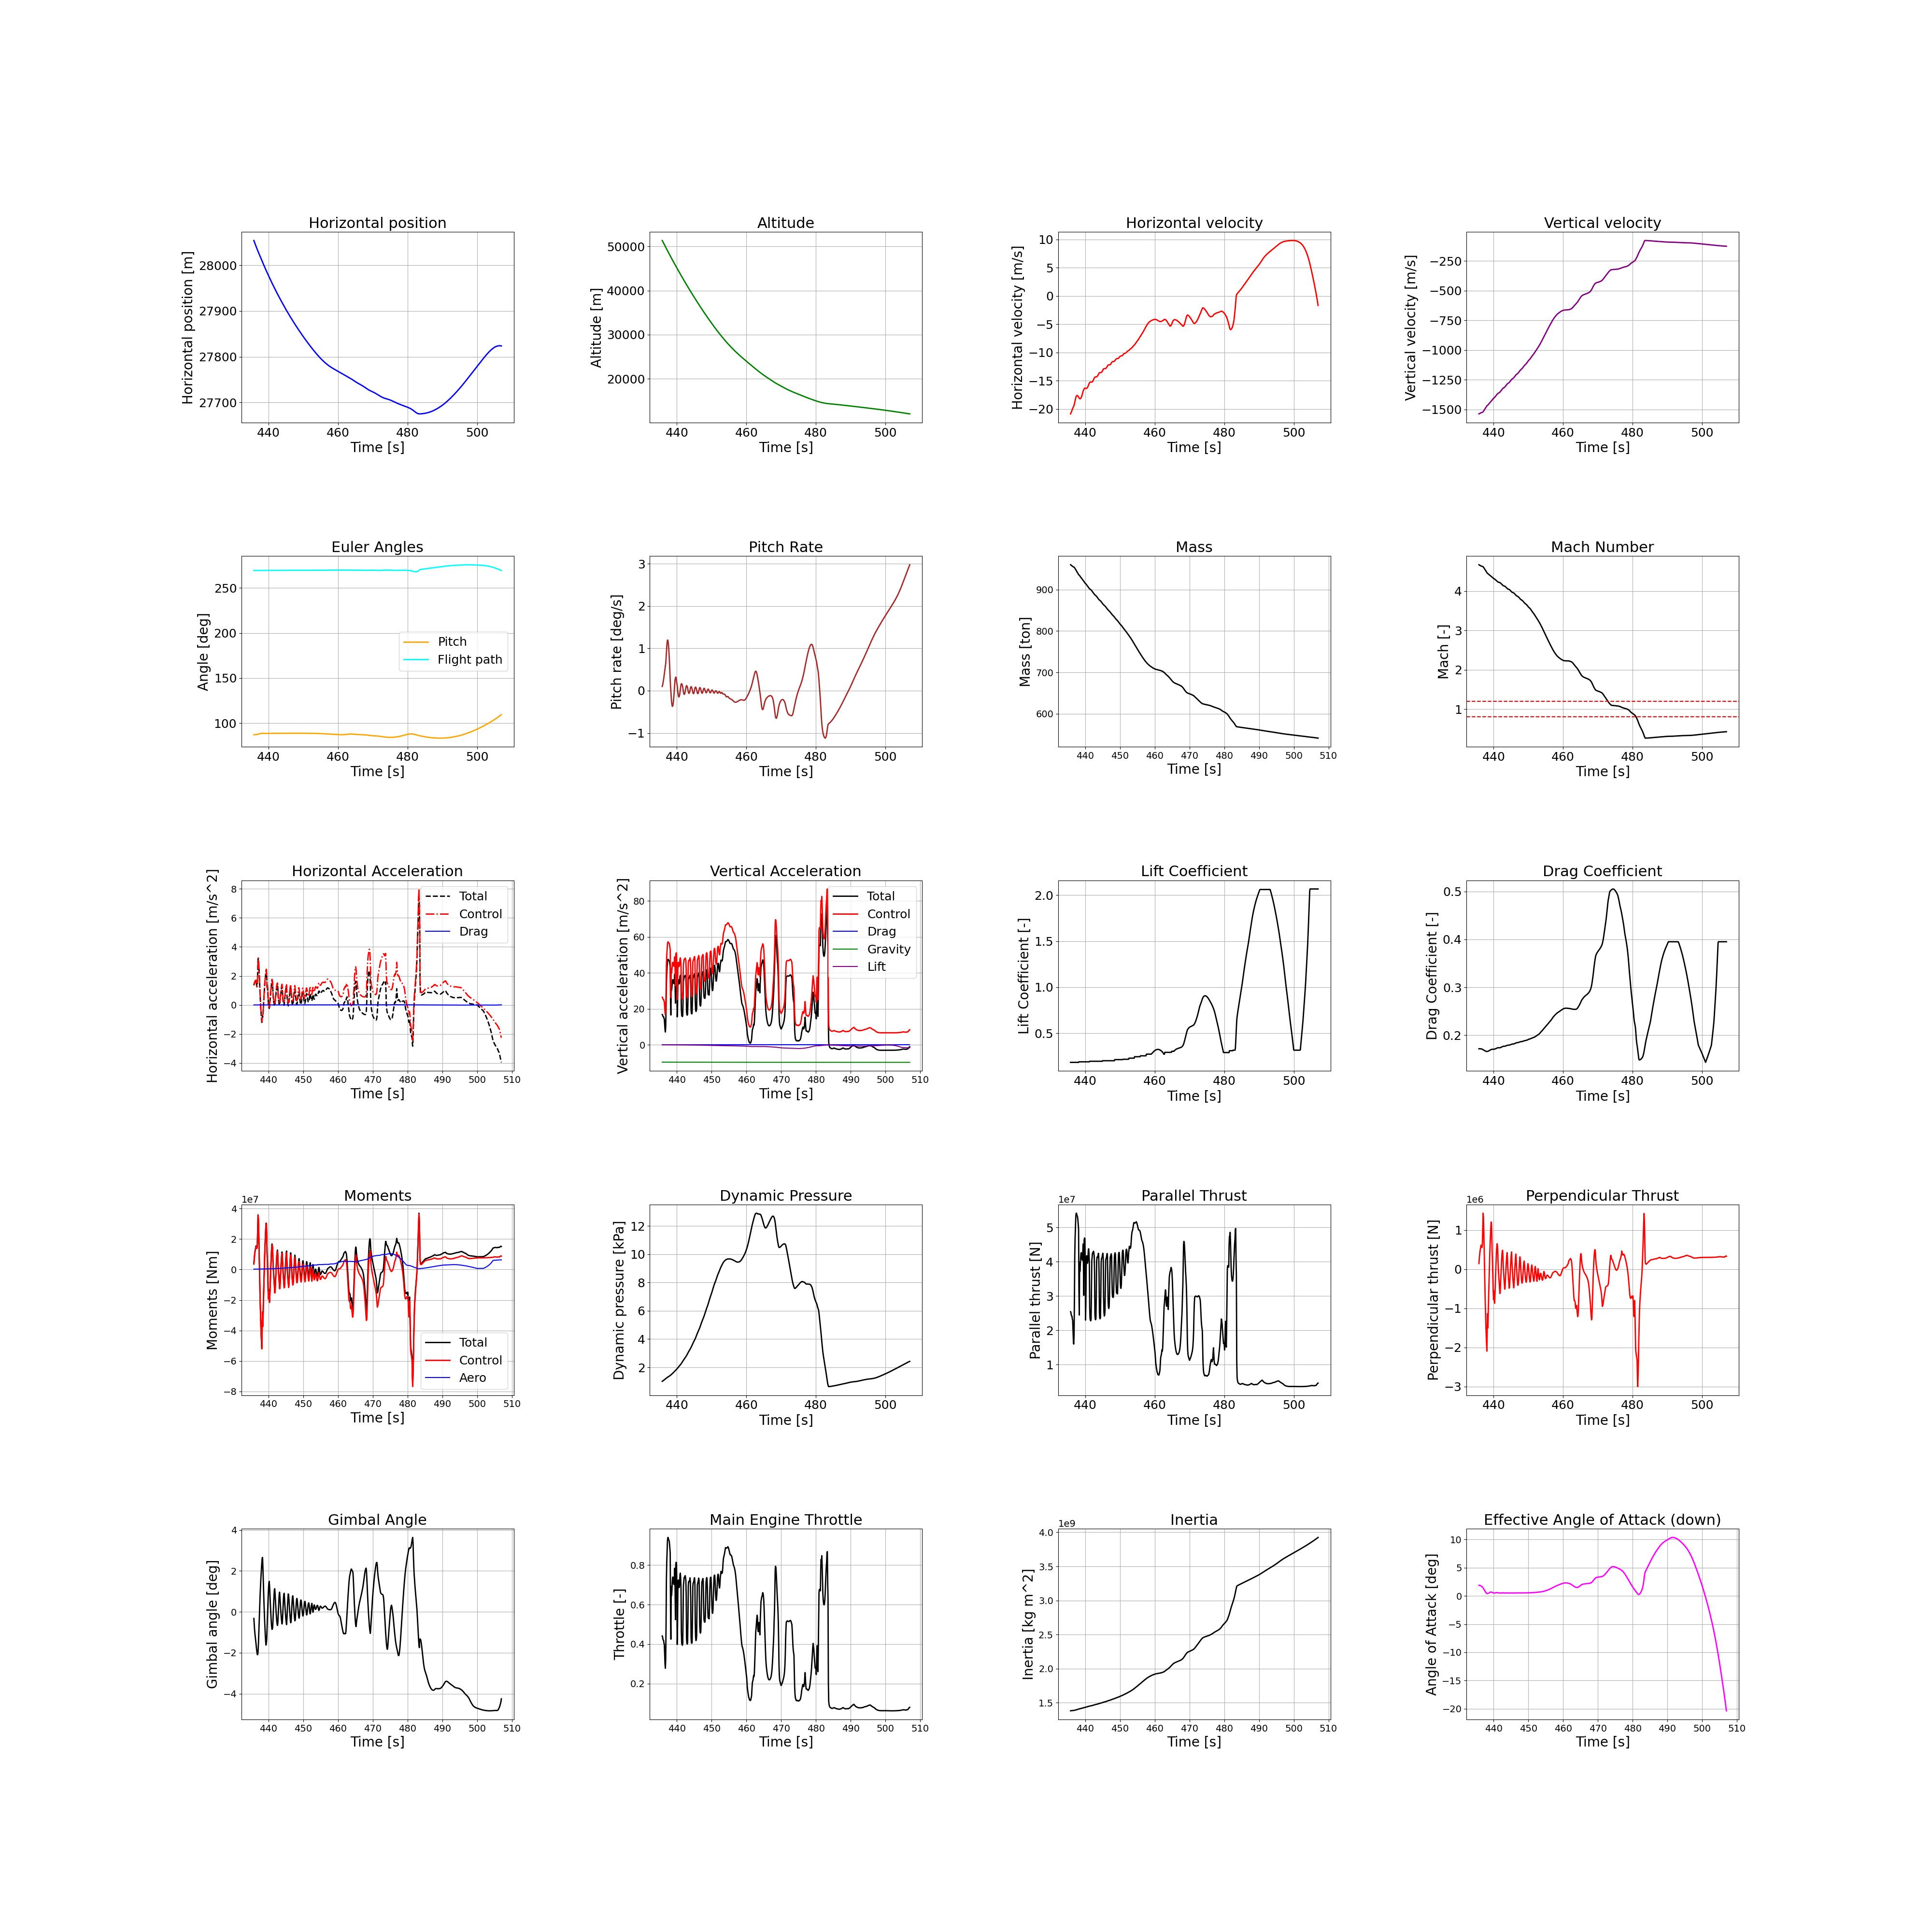 Horizontal position
Horizontal position [m]
28000
27900
27800
27700
440 460 480 500
Time [s]
Altitude
Altitude [m]
50000
40000
30000
20000
440 460 480 500
Time [s]
Horizontal velocity
Horizontal velocity [m/s]
10
5
0
−5
−10
−15
−20
440 460 480 500
Time [s]
Vertical velocity
Vertical velocity [m/s]
−250
−500
−750
−1000
−1250
−1500
440 460 480 500
Time [s]
Euler Angles
Angle [deg]
250
200
150
100
Pitch
Flight path
440 460 480 500
Time [s]
Pitch Rate
Pitch rate [deg/s]
3
2
1
0
−1
440 460 480 500
Time [s]
Mass
Mass [ton]
900
800
700
600
440 450 460 470 480 490 500 510
Time [s]
Mach Number
Mach [-]
4
3
2
1
440 460 480 500
Time [s]
Horizontal Acceleration
Horizontal acceleration [m/s^2]
8
6
4
2
0
−2
−4
Total
Control
Drag
440 450 460 470 480 490 500 510
Time [s]
Vertical Acceleration
Vertical acceleration [m/s^2]
80
60
40
20
0
Total
Control
Drag
Gravity
Lift
440 450 460 470 480 490 500 510
Time [s]
Lift Coefficient
Lift Coefficient [-]
2.0
1.5
1.0
0.5
440 460 480 500
Time [s]
Drag Coefficient
Drag Coefficient [-]
0.5
0.4
0.3
0.2
440 460 480 500
Time [s]
Moments
1e7
Moments [Nm]
4
2
0
−2
−4
−6
−8
Total
Control
Aero
440 450 460 470 480 490 500 510
Time [s]
Dynamic Pressure
Dynamic pressure [kPa]
12
10
8
6
4
2
440 460 480 500
Time [s]
Parallel Thrust
1e7
Parallel thrust [N]
5
4
3
2
1
440 460 480 500
Time [s]
Perpendicular Thrust
1e6
Perpendicular thrust [N]
1
0
−1
−2
−3
440 460 480 500
Time [s]
Gimbal Angle
Gimbal angle [deg]
4
2
0
−2
−4
440 450 460 470 480 490 500 510
Time [s]
Main Engine Throttle
Throttle [-]
0.8
0.6
0.4
0.2
440 450 460 470 480 490 500 510
Time [s]
Inertia
1e9
Inertia [kg m^2]
4.0
3.5
3.0
2.5
2.0
1.5
440 450 460 470 480 490 500 510
Time [s]
Effective Angle of Attack (down)
Angle of Attack [deg]
10
5
0
−5
−10
−15
−20
440 450 460 470 480 490 500 510
Time [s]